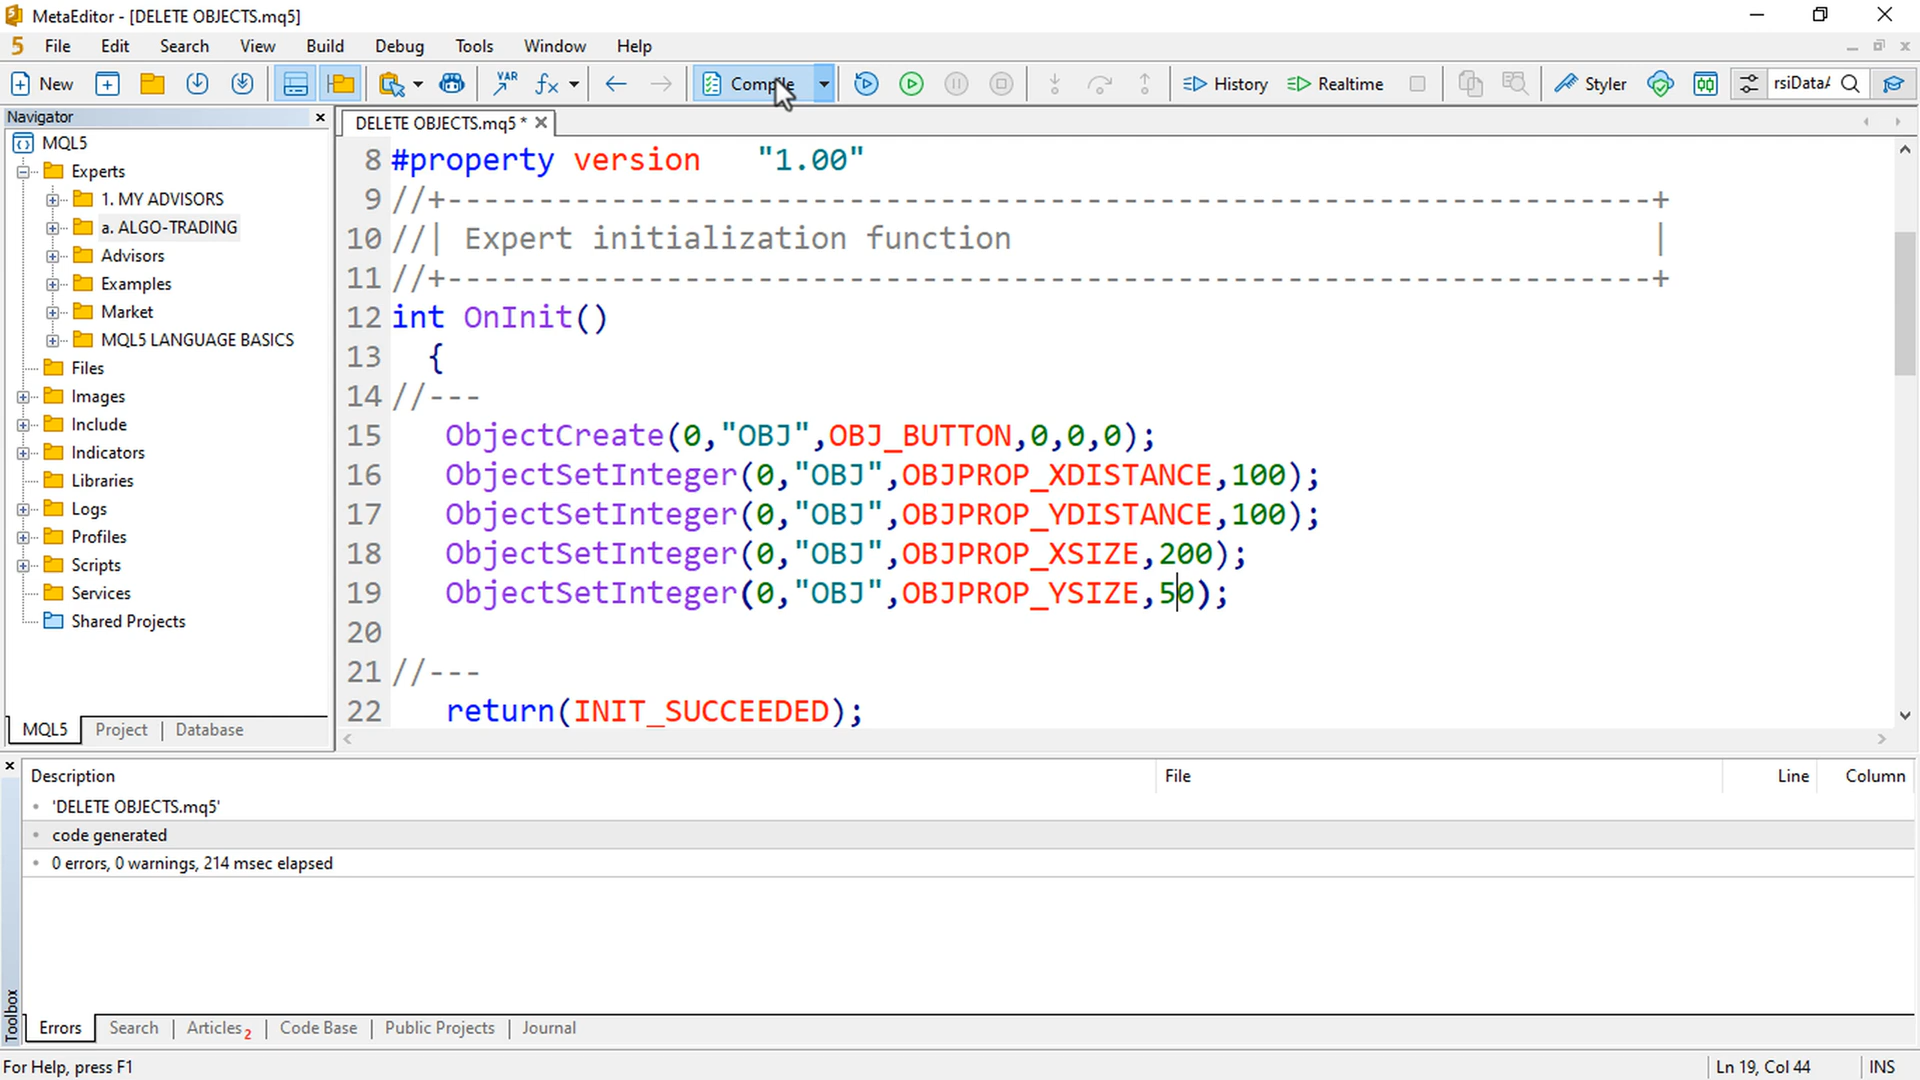 MetaEditor - [DELETE OBJECTS.mq5]
5 File Edit Search View Build Debug Tools Window Help
New VAR fx Compile History Realtime Styler rsiData
Navigator
DELETE OBJECTS.mq5 *
MQL5
Experts
1. MY ADVISORS
a. ALGO-TRADING
Advisors
Examples
Market
MQL5 LANGUAGE BASICS
Files
Images
Include
Indicators
Libraries
Logs
Profiles
Scripts
Services
Shared Projects
MQL5 Project Database
8 #property version   "1.00"
9 //+------------------------------------------------------------------+
10 //| Expert initialization function                                   |
11 //+------------------------------------------------------------------+
12 int OnInit()
13   {
14 //---
15    ObjectCreate(0,"OBJ",OBJ_BUTTON,0,0,0);
16    ObjectSetInteger(0,"OBJ",OBJPROP_XDISTANCE,100);
17    ObjectSetInteger(0,"OBJ",OBJPROP_YDISTANCE,100);
18    ObjectSetInteger(0,"OBJ",OBJPROP_XSIZE,200);
19    ObjectSetInteger(0,"OBJ",OBJPROP_YSIZE,50);
20
21 //---
22    return(INIT_SUCCEEDED);
Description File Line Column
'DELETE OBJECTS.mq5'
code generated
0 errors, 0 warnings, 214 msec elapsed
Toolbox
Errors Search Articles 2 Code Base Public Projects Journal
For Help, press F1 Ln 19, Col 44 INS